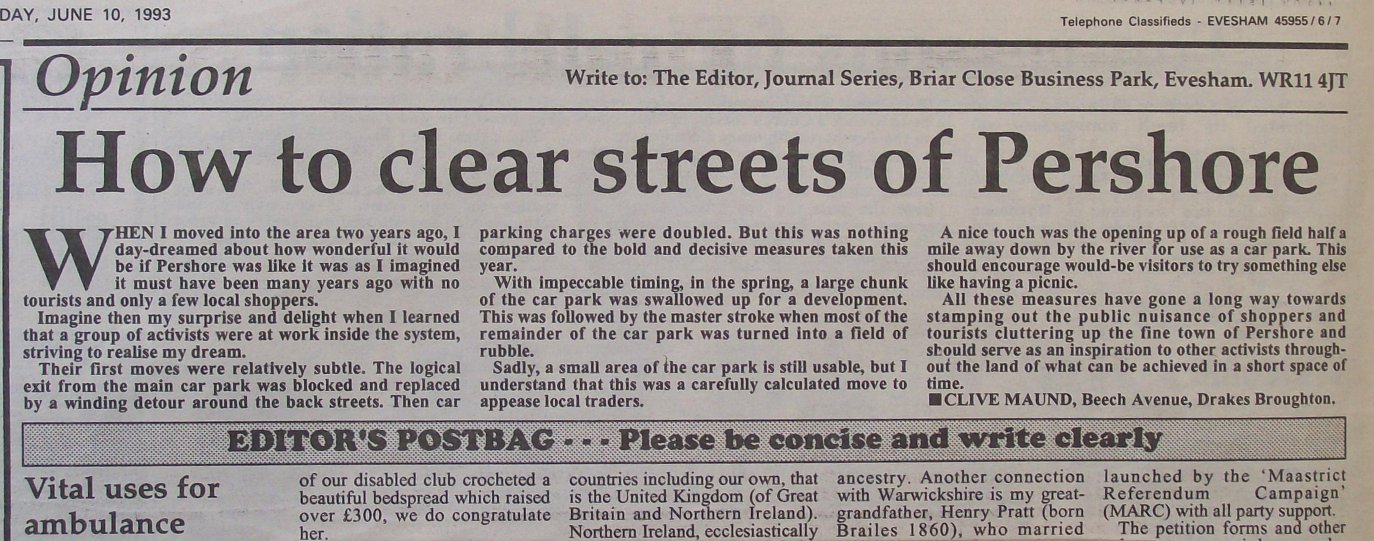 DAY, JUNE 10, 1993
Telephone Classifieds - EVESHAM 45955/6/7
Opinion
Write to: The Editor, Journal Series, Briar Close Business Park, Evesham. WR11 4JT
How to clear streets of Pershore
WHEN I moved into the area two years ago, I
day-dreamed about how wonderful it would
be if Pershore was like it was as I imagined
it must have been many years ago with no
tourists and only a few local shoppers.
Imagine then my surprise and delight when I learned
that a group of activists were at work inside the system,
striving to realise my dream.
Their first moves were relatively subtle. The logical
exit from the main car park was blocked and replaced
by a winding detour around the back streets. Then car
parking charges were doubled. But this was nothing
compared to the bold and decisive measures taken this
year.
With impeccable timing, in the spring, a large chunk
of the car park was swallowed up for a development.
This was followed by the master stroke when most of the
remainder of the car park was turned into a field of
rubble.
Sadly, a small area of the car park is still usable, but I
understand that this was a carefully calculated move to
appease local traders.
A nice touch was the opening up of a rough field half a
mile away down by the river for use as a car park. This
should encourage would-be visitors to try something else
like having a picnic.
All these measures have gone a long way towards
stamping out the public nuisance of shoppers and
tourists cluttering up the fine town of Pershore and
should serve as an inspiration to other activists through-
out the land of what can be achieved in a short space of
time.
■CLIVE MAUND, Beech Avenue, Drakes Broughton.
EDITOR'S POSTBAG - - - Please be concise and write clearly
Vital uses for
ambulance
of our disabled club crocheted a
beautiful bedspread which raised
over £300, we do congratulate
her.
countries including our own, that
is the United Kingdom (of Great
Britain and Northern Ireland).
Northern Ireland, ecclesiastically
ancestry. Another connection
with Warwickshire is my great-
grandfather, Henry Pratt (born
Brailes 1860), who married
launched by the 'Maastrict
Referendum Campaign'
(MARC) with all party support.
The petition forms and other